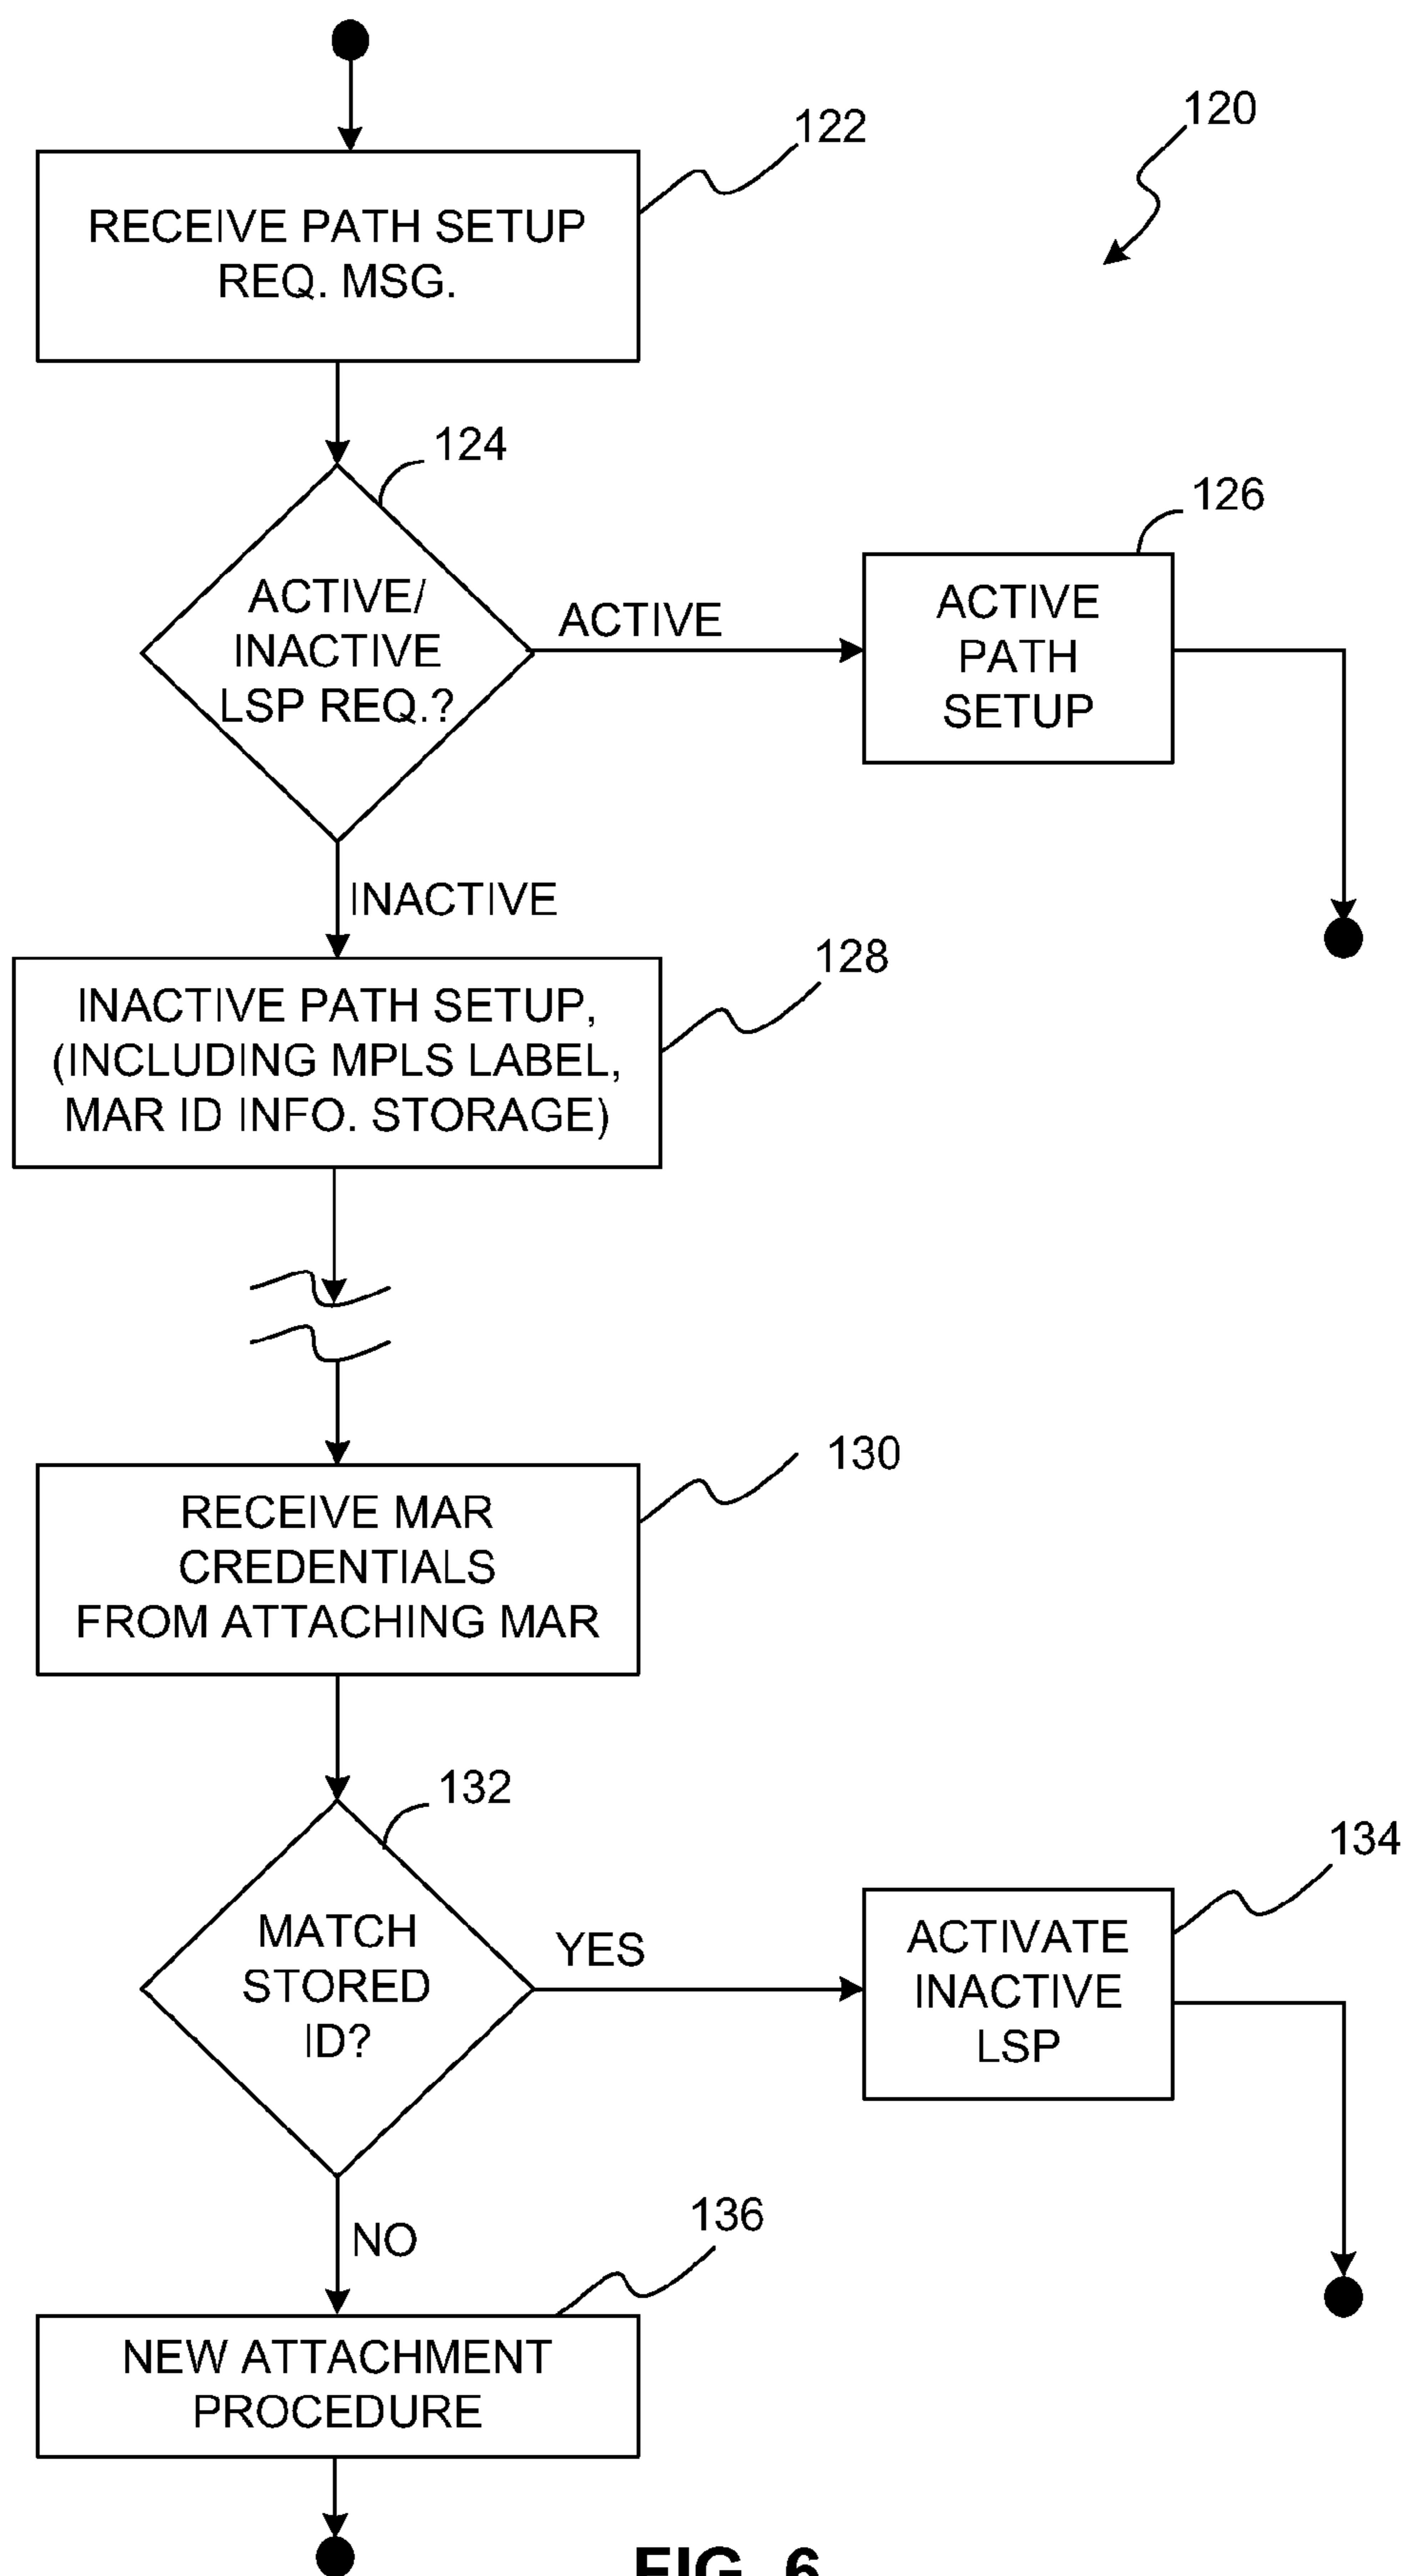 120
122
RECEIVE PATH SETUP
REQ. MSG.
124
ACTIVE/
INACTIVE
LSP REQ.?
ACTIVE
126
ACTIVE
PATH
SETUP
INACTIVE
128
INACTIVE PATH SETUP,
(INCLUDING MPLS LABEL,
MAR ID INFO. STORAGE)
130
RECEIVE MAR
CREDENTIALS
FROM ATTACHING MAR
132
MATCH
STORED
ID?
YES
134
ACTIVATE
INACTIVE
LSP
NO
136
NEW ATTACHMENT
PROCEDURE
FIG. 6